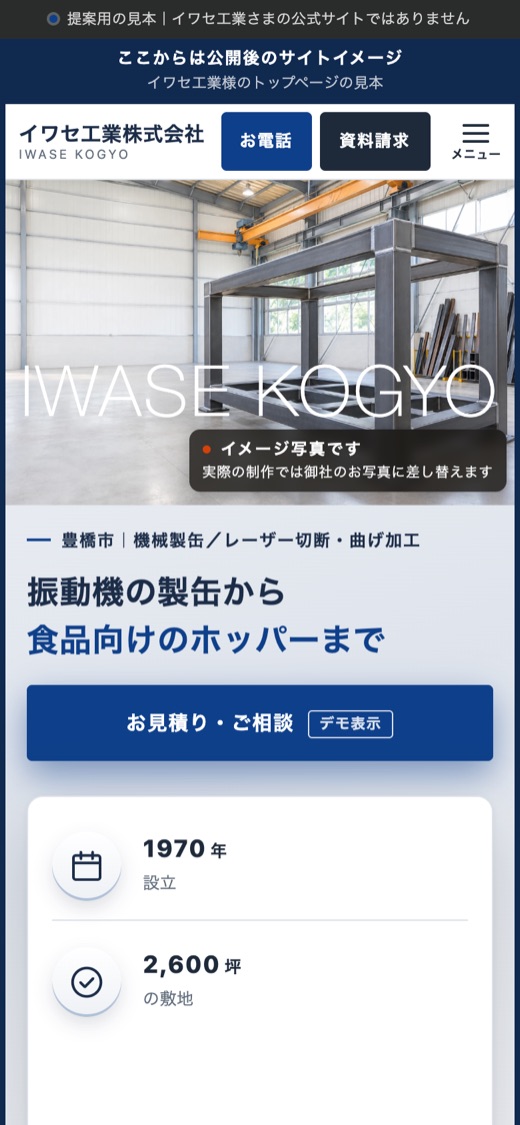 提案用の見本｜イワセ工業さまの公式サイトではありません
ここからは公開後のサイトイメージ
イワセ工業様のトップページの見本
イワセ工業株式会社
IWASE KOGYO
お電話
資料請求
メニュー
IWASE KOGYO
イメージ写真です
実際の制作では御社のお写真に差し替えます
豊橋市｜機械製缶／レーザー切断・曲げ加工
振動機の製缶から
食品向けのホッパーまで
お見積り・ご相談 デモ表示
1970 年
設立
2,600 坪
の敷地